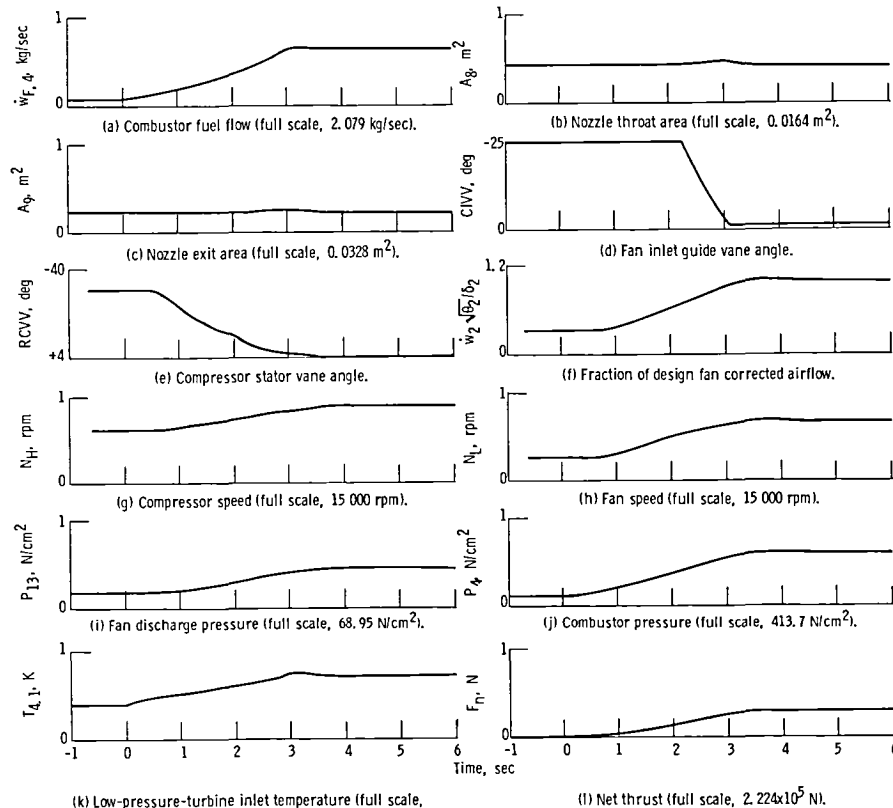 1
ẇF, 4, kg/sec
0
(a) Combustor fuel flow (full scale, 2.079 kg/sec).
1
A8, m2
0
(b) Nozzle throat area (full scale, 0.0164 m2).
1
A9, m2
0
(c) Nozzle exit area (full scale, 0.0328 m2).
-25
CIVV, deg
0
(d) Fan inlet guide vane angle.
-40
RCVV, deg
+4
(e) Compressor stator vane angle.
1.2
ẇ2 √θ2/δ2
0
(f) Fraction of design fan corrected airflow.
1
NH, rpm
0
(g) Compressor speed (full scale, 15 000 rpm).
1
NL, rpm
0
(h) Fan speed (full scale, 15 000 rpm).
1
P13, N/cm2
0
(i) Fan discharge pressure (full scale, 68.95 N/cm2).
1
P4, N/cm2
0
(j) Combustor pressure (full scale, 413.7 N/cm2).
1
T4.1, K
0
-1 0 1 2 3 4 5 6
1
Fn, N
0
-1 0 1 2 3 4 5 6
Time, sec
(k) Low-pressure-turbine inlet temperature (full scale,
(l) Net thrust (full scale, 2.224x105 N).